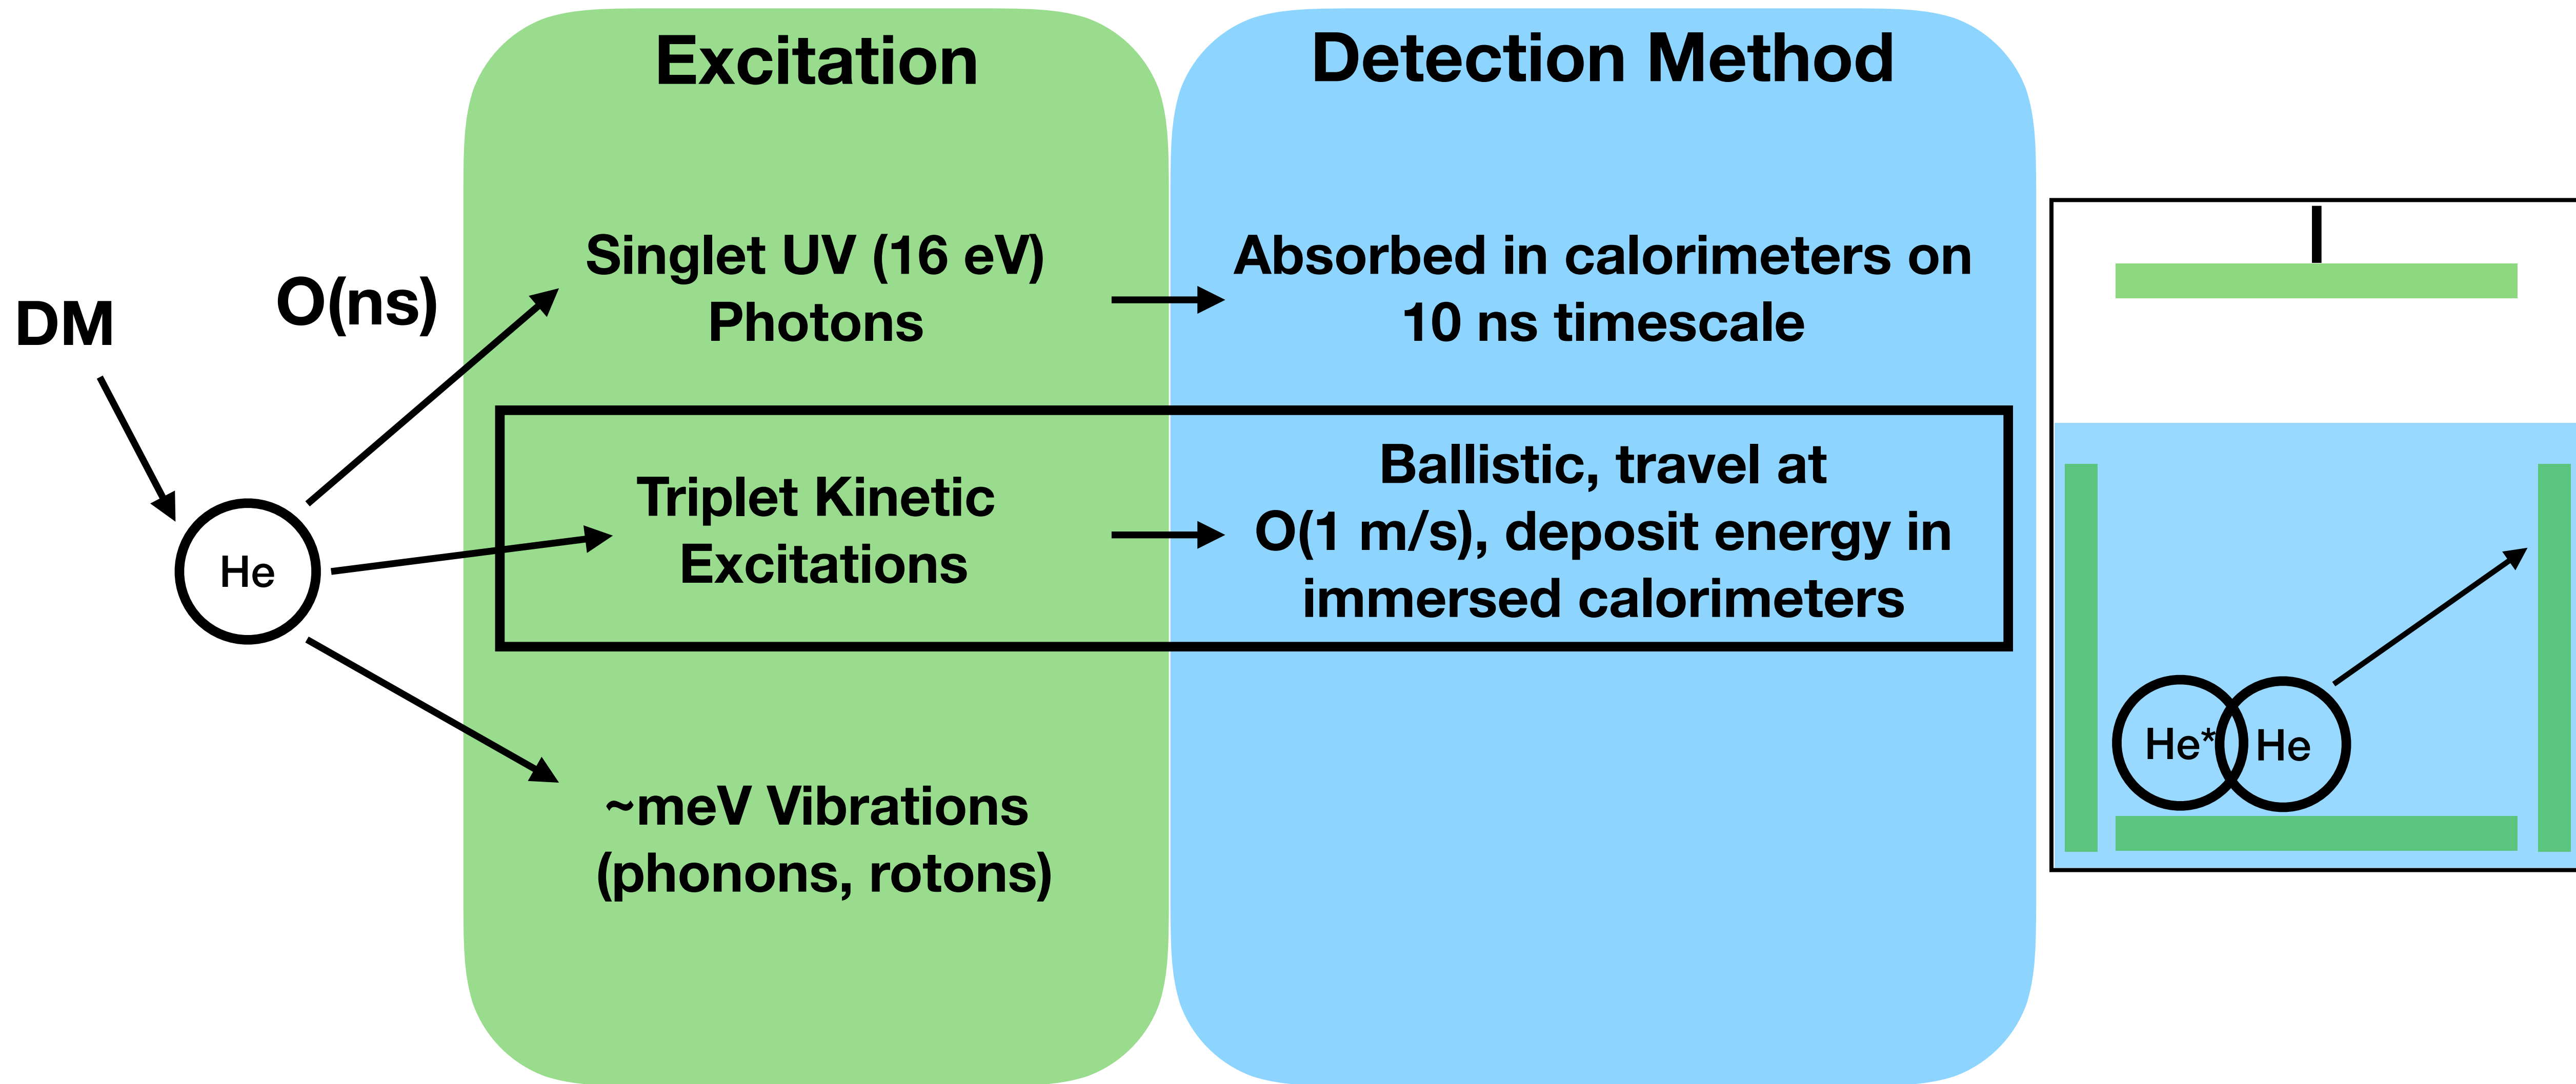 Excitation
Detection Method
DM
O(ns)
He
Singlet UV (16 eV)
Photons
Absorbed in calorimeters on
10 ns timescale
Triplet Kinetic
Excitations
Ballistic, travel at
O(1 m/s), deposit energy in
immersed calorimeters
~meV Vibrations
(phonons, rotons)
He*
He